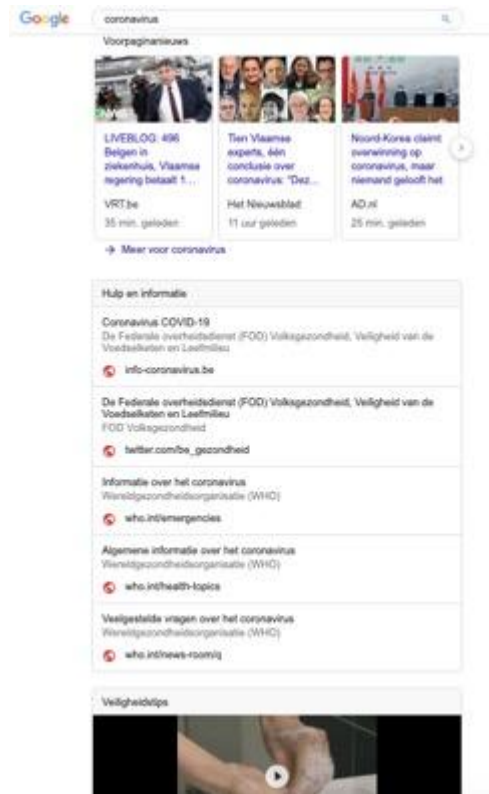 Google
coronavirus
Voorpaginanieuws
LIVEBLOG: 496
Belgen in
ziekenhuis, Vlaamse
regering betaalt 1...
VRT.be
35 min. geleden
Tien Vlaamse
experts, één
conclusie over
coronavirus: "Dez...
Het Nieuwsblad
11 uur geleden
Noord-Korea claimt
overwinning op
coronavirus, maar
niemand gelooft het
AD.nl
25 min. geleden
→ Meer voor coronavirus
Hulp en informatie
Coronavirus COVID-19
De Federale overheidsdienst (FOD) Volksgezondheid, Veiligheid van de
Voedselketen en Leefmilieu
info-coronavirus.be
De Federale overheidsdienst (FOD) Volksgezondheid, Veiligheid van de
Voedselketen en Leefmilieu
FOD Volksgezondheid
twitter.com/be_gezondheid
Informatie over het coronavirus
Wereldgezondheidsorganisatie (WHO)
who.int/emergencies
Algemene informatie over het coronavirus
Wereldgezondheidsorganisatie (WHO)
who.int/health-topics
Veelgestelde vragen over het coronavirus
Wereldgezondheidsorganisatie (WHO)
who.int/news-room/q
Veiligheidstips